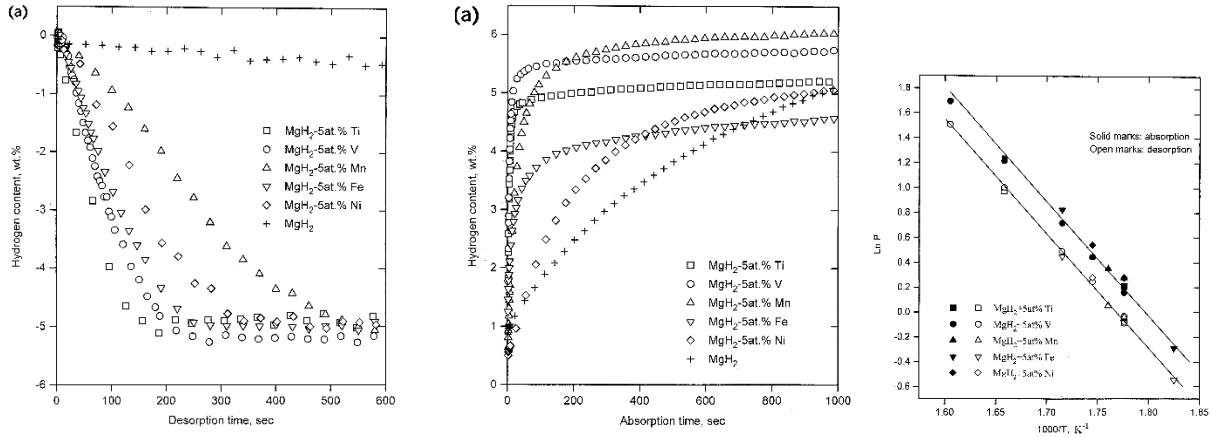 (a)
0
-1
-2
-3
-4
-5
-6
Hydrogen content, wt.%
MgH2-5at.% Ti
MgH2-5at.% V
MgH2-5at.% Mn
MgH2-5at.% Fe
MgH2-5at.% Ni
MgH2
0 100 200 300 400 500 600
Desorption time, sec
(a)
6
5
4
3
2
1
0
Hydrogen content, wt.%
MgH2-5at.% Ti
MgH2-5at.% V
MgH2-5at.% Mn
MgH2-5at.% Fe
MgH2-5at.% Ni
MgH2
0 200 400 600 800 1000
Absorption time, sec
1.8
1.6
1.4
1.2
1.0
0.8
0.6
0.4
0.2
0.0
-0.2
-0.4
-0.6
Ln P
Solid marks: absorption
Open marks: desorption
MgH2+5at% Ti
MgH2-5at% V
MgH2-5at% Mn
MgH2-5at% Fe
MgH2-5at% Ni
1.60 1.65 1.70 1.75 1.80 1.85
1000/T, K-1